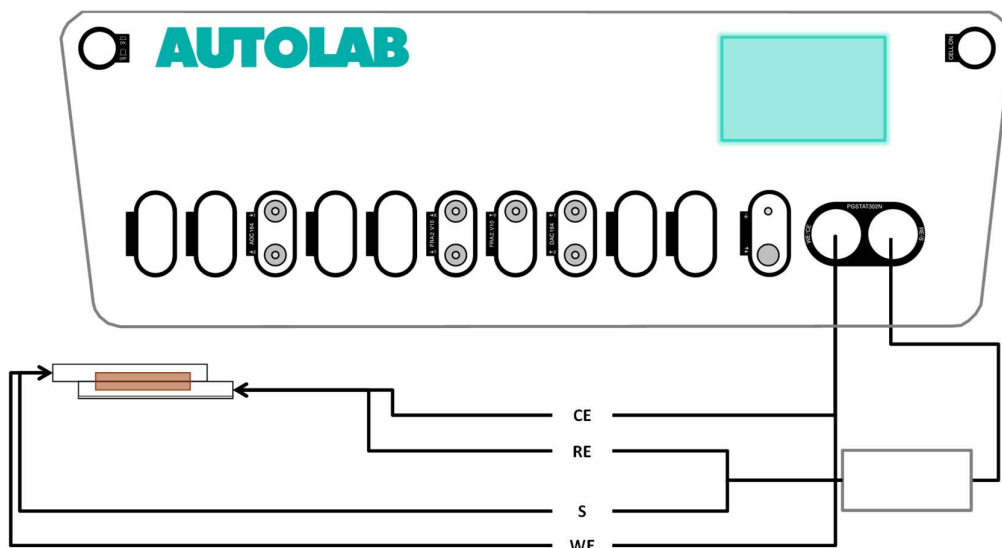 AUTOLAB
CELL ON
ADC164
FRA2.V10
FRA2.V10
DAC164
WE/CE
PGSTAT302N
RE/S
CE
RE
S
WE